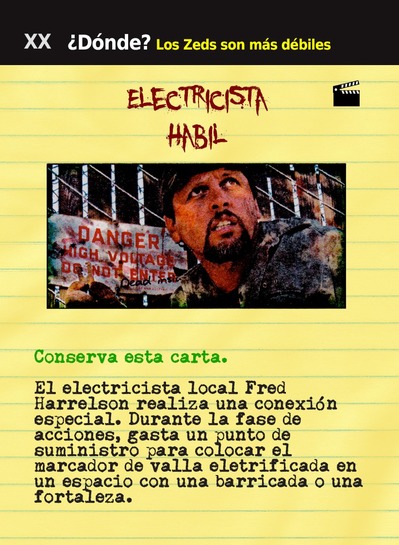 XX ¿Dónde? Los Zeds son más débiles
ELECTRICISTA
HABIL
DANGER
HIGH VOLTAGE
DO NOT ENTER
Conserva esta carta.
El electricista local Fred
Harrelson realiza una conexión
especial. Durante la fase de
acciones, gasta un punto de
suministro para colocar el
marcador de valla eletrificada en
un espacio con una barricada o una
fortaleza.